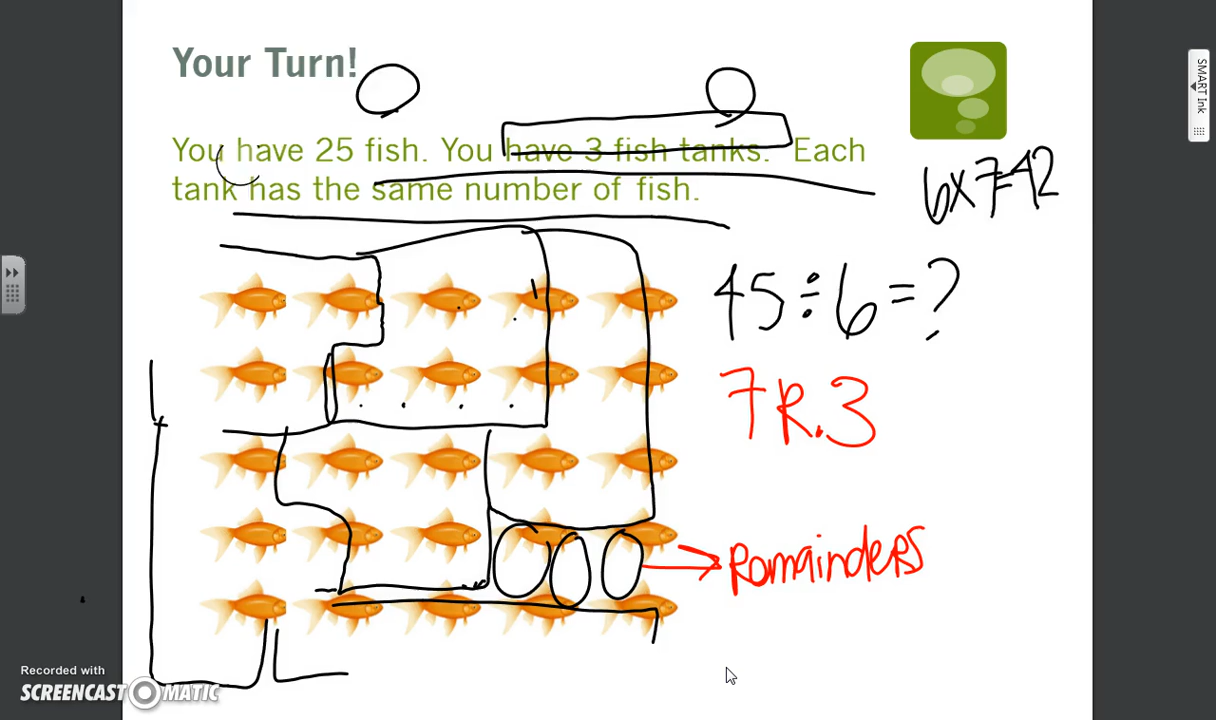 Your Turn!
You have 25 fish. You have 3 fish tanks. Each
tank has the same number of fish.
6x7=42
45÷6=?
7R.3
Romainders
SMART Ink
Recorded with
SCREENCAST-O-MATIC